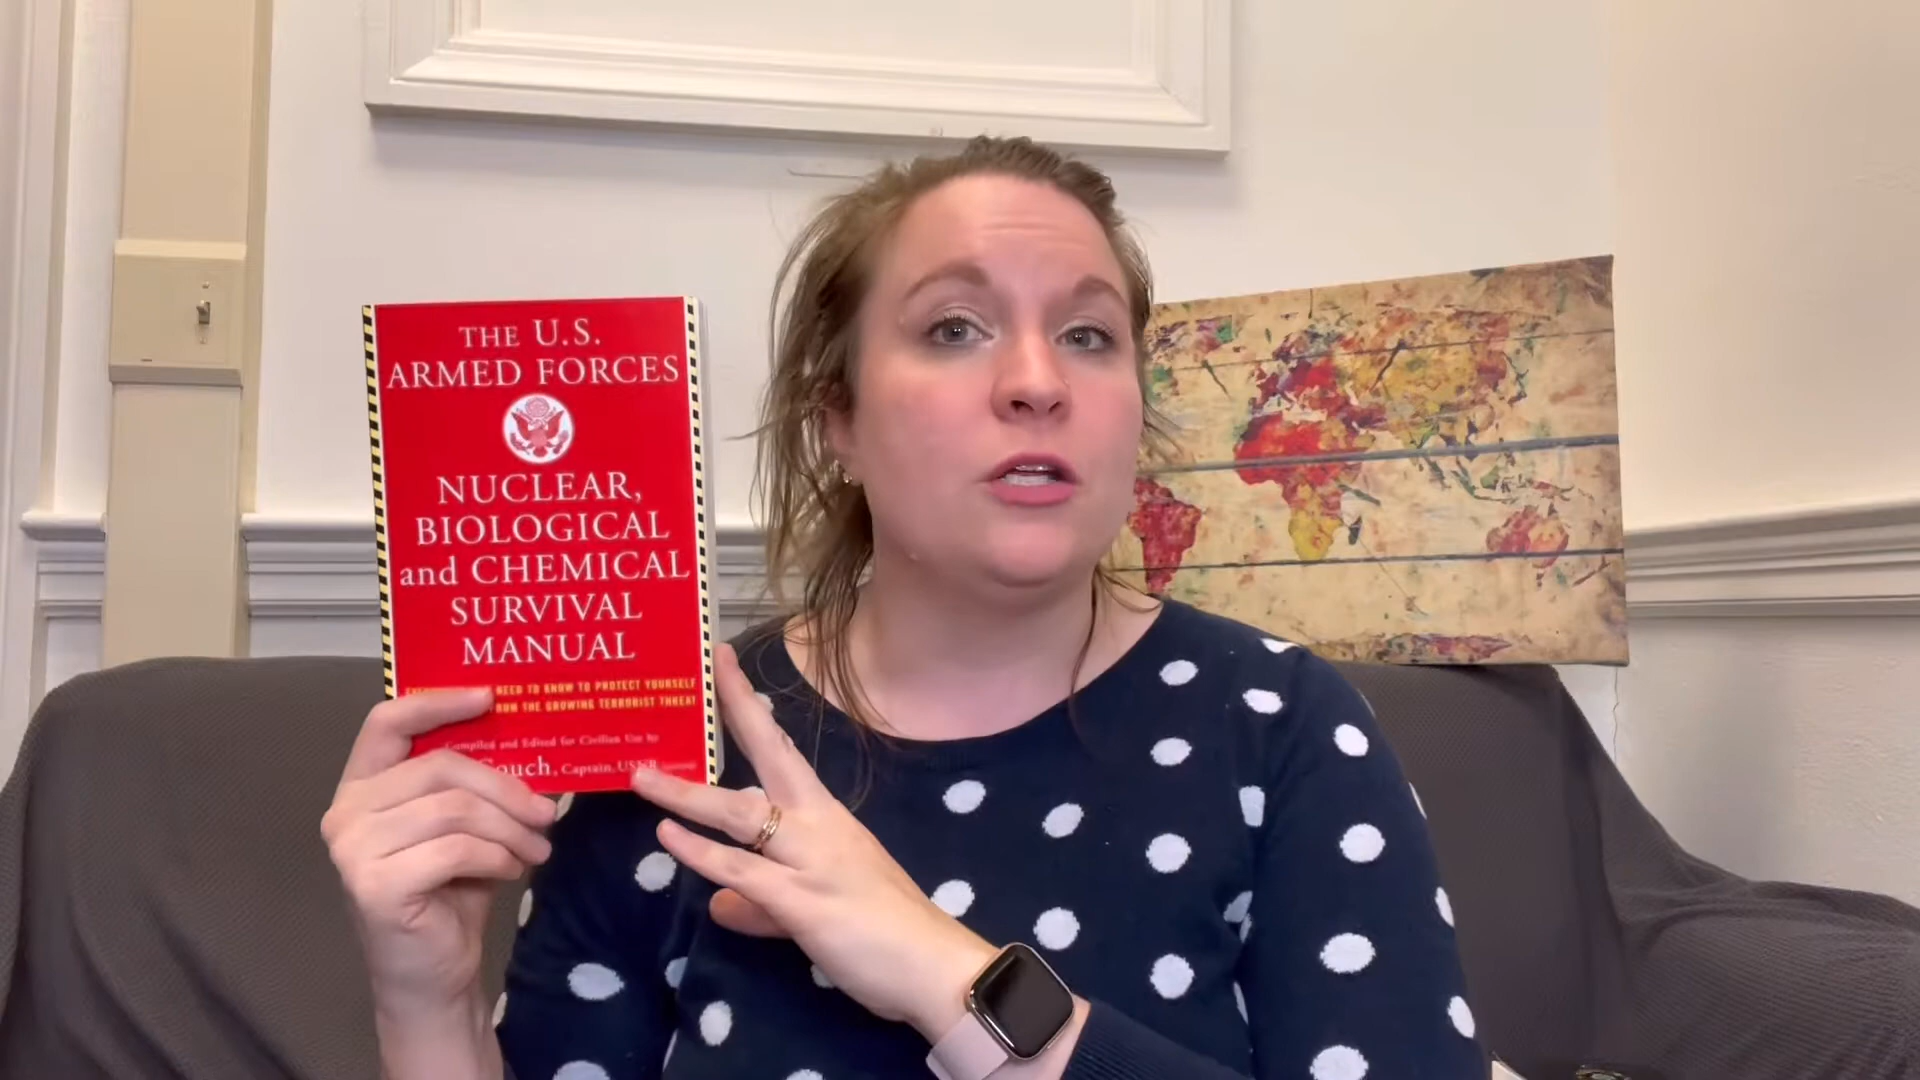 THE U.S.
ARMED FORCES
NUCLEAR,
BIOLOGICAL
and CHEMICAL
SURVIVAL
MANUAL
NEED TO KNOW TO PROTECT YOURSELF
THE GROWING TERRORIST THREAT
Compiled and Edited for Civilian Use by
Couch, Captain, USNR